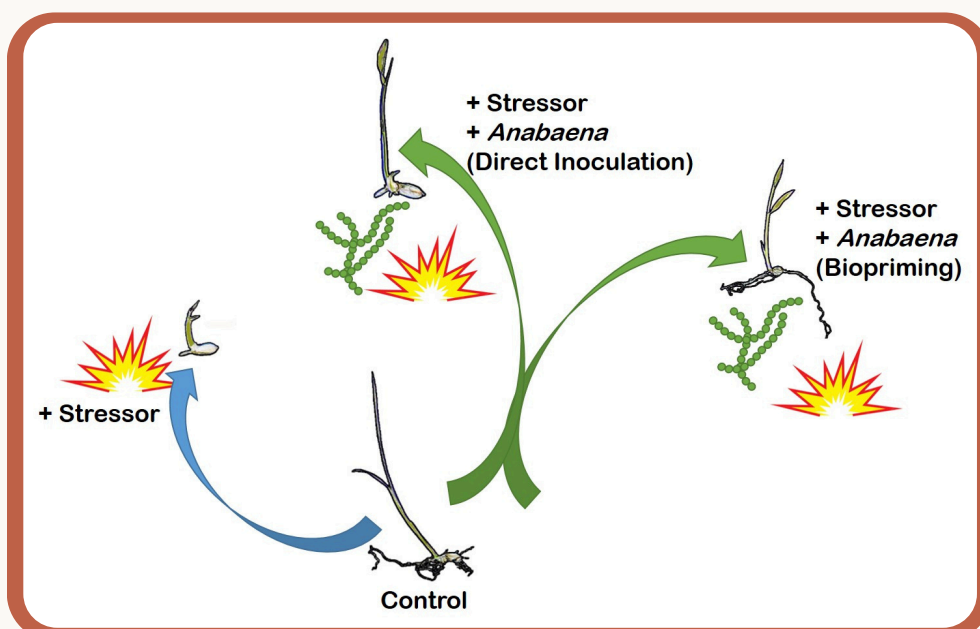 + Stressor
+ Anabaena
(Direct Inoculation)
+ Stressor
+ Anabaena
(Biopriming)
+ Stressor
Control